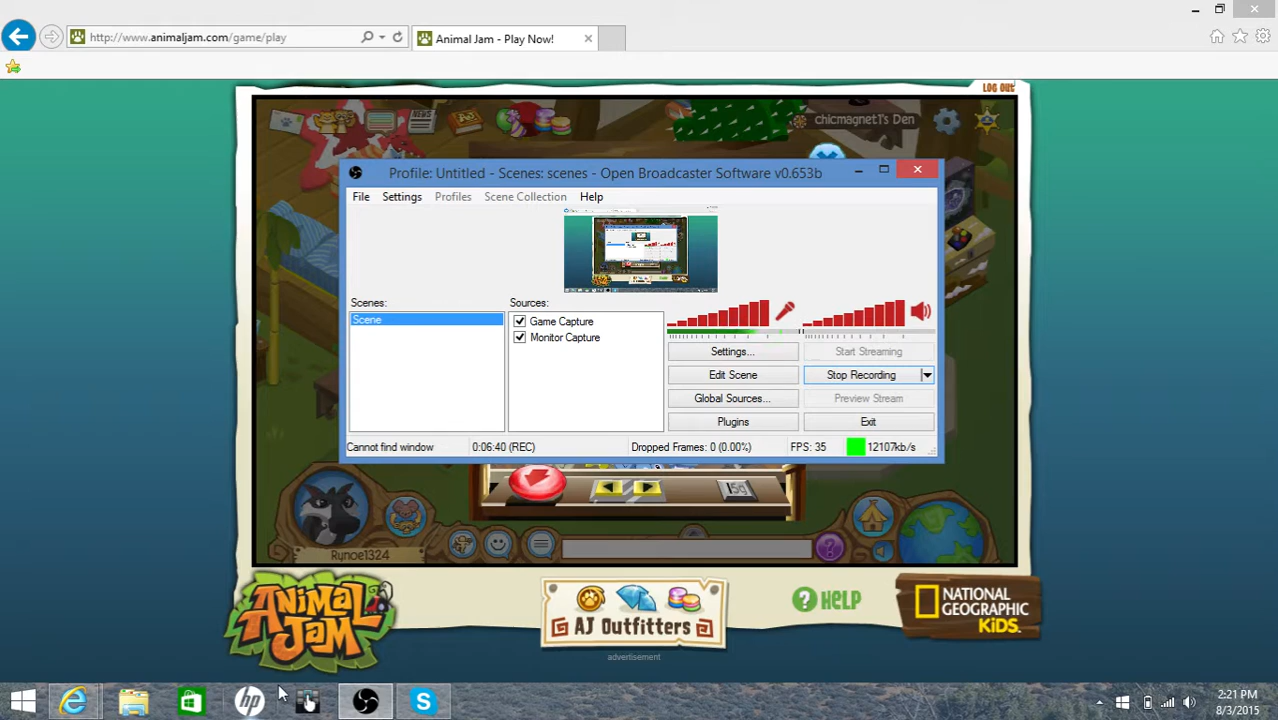 http://www.animaljam.com/game/play
Animal Jam - Play Now!
LOG OUT
NEWS
chicmagnet1's Den
Profile: Untitled - Scenes: scenes - Open Broadcaster Software v0.653b
File Settings Profiles Scene Collection Help
Scenes:
Sources:
Scene
Game Capture
Monitor Capture
Settings...
Start Streaming
Edit Scene
Stop Recording
Global Sources...
Preview Stream
Plugins
Exit
Cannot find window
0:06:40 (REC)
Dropped Frames: 0 (0.00%)
FPS: 35
12107kb/s
Runoe1324
ANIMAL JAM
AJ Outfitters
HELP
NATIONAL GEOGRAPHIC KIDS.
advertisement
hp
2:21 PM
8/3/2015